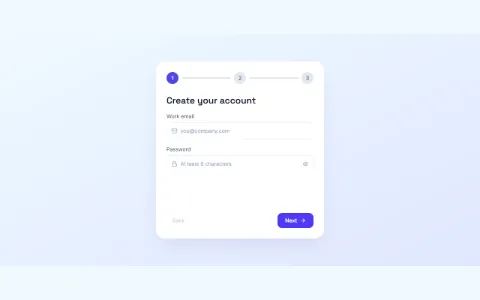 1 2 3
Create your account
Work email
you@company.com
Password
At least 8 characters
Back
Next